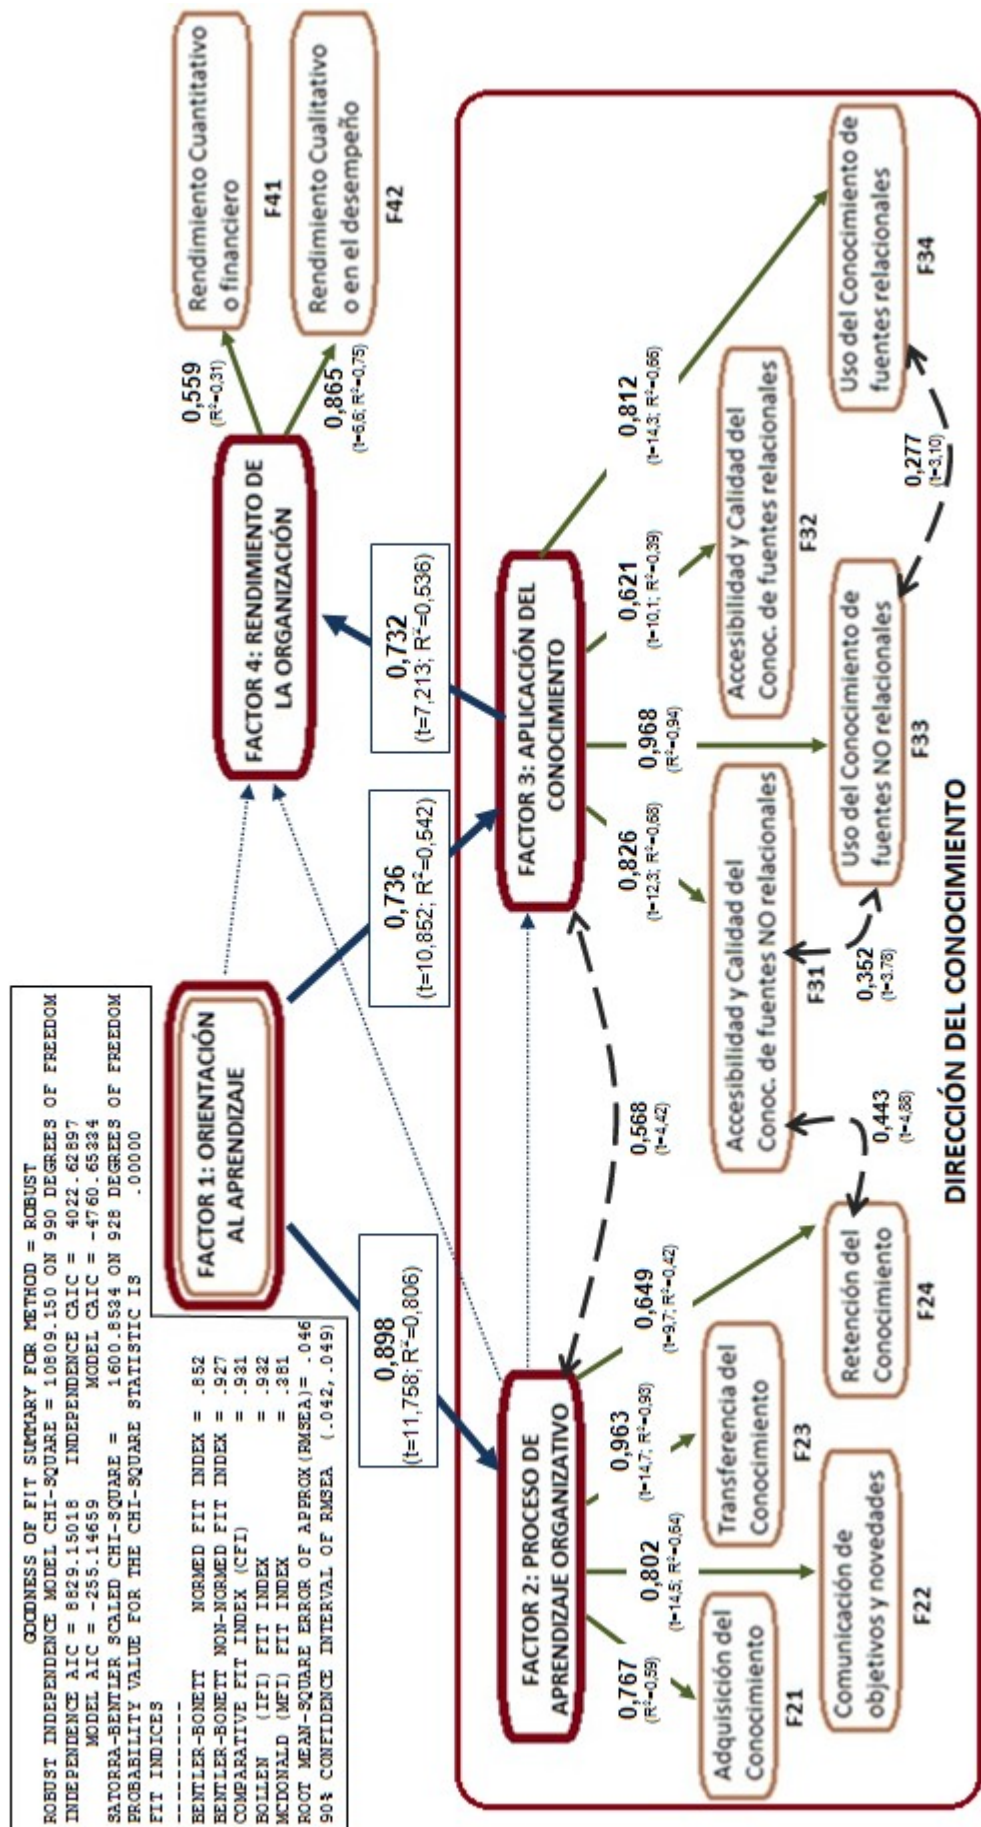 GOODNESS OF FIT SUMMARY FOR METHOD = ROBUST
ROBUST INDEPENDENCE MODEL CHI-SQUARE = 10809.150 ON 990 DEGREES OF FREEDOM
INDEPENDENCE AIC = 8829.15018 INDEPENDENCE CAIC = 4022.62897
MODEL AIC = -255.14659 MODEL CAIC = -4760.65324
SATORRA-BENTLER SCALED CHI-SQUARE = 1600.8534 ON 928 DEGREES OF FREEDOM
PROBABILITY VALUE FOR THE CHI-SQUARE STATISTIC IS .00000
FIT INDICES
-----------
BENTLER-BONETT NORMED FIT INDEX = .852
BENTLER-BONETT NON-NORMED FIT INDEX = .927
COMPARATIVE FIT INDEX (CFI) = .931
BOLLEN (IFI) FIT INDEX = .932
MCDONALD (MFI) FIT INDEX = .381
ROOT MEAN-SQUARE ERROR OF APPROX(RMSEA)= .046
90% CONFIDENCE INTERVAL OF RMSEA (.042,.049)
FACTOR 1: ORIENTACIÓN
AL APRENDIZAJE
FACTOR 4: RENDIMIENTO DE
LA ORGANIZACIÓN
0,559
(R²=0,31)
0,865
(t=6,6; R²=0,75)
Rendimiento Cuantitativo
o financiero
F41
Rendimiento Cualitativo
o en el desempeño
F42
0,898
(t=11,758; R²=0,806)
0,736
(t=10,852; R²=0,542)
0,732
(t=7,213; R²=0,536)
FACTOR 2: PROCESO DE
APRENDIZAJE ORGANIZATIVO
FACTOR 3: APLICACIÓN DEL
CONOCIMIENTO
0,568
(t=4,42)
0,767
(R²=0,59)
0,802
(t=14,5; R²=0,64)
0,963
(t=14,7; R²=0,93)
0,649
(t=9,7; R²=0,42)
0,826
(t=12,3; R²=0,68)
0,968
(R²=0,94)
0,621
(t=10,1; R²=0,39)
0,812
(t=14,3; R²=0,66)
Adquisición del
Conocimiento
F21
Transferencia del
Conocimiento
F23
Accesibilidad y Calidad del
Conoc. de fuentes NO relacionales
F31
Accesibilidad y Calidad del
Conoc. de fuentes relacionales
F32
Comunicación de
objetivos y novedades
F22
Retención del
Conocimiento
F24
Uso del Conocimiento de
fuentes NO relacionales
F33
Uso del Conocimiento de
fuentes relacionales
F34
0,443
(t=4,88)
0,352
(t=3.78)
0,277
(t=3,10)
DIRECCIÓN DEL CONOCIMIENTO